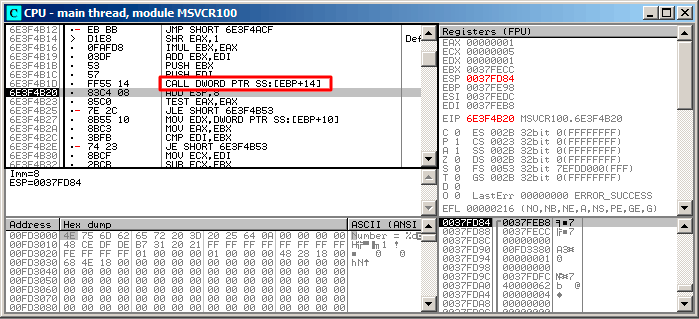 C CPU - main thread, module MSVCR100
6E3F4B12 EB BB JMP SHORT 6E3F4ACF
6E3F4B14 D1E8 SHR EAX,1 Def
6E3F4B16 0FAFD8 IMUL EBX,EAX
6E3F4B19 03DF ADD EBX,EDI
6E3F4B1B 53 PUSH EBX
6E3F4B1C 57 PUSH EDI
6E3F4B1D FF55 14 CALL DWORD PTR SS:[EBP+14]
6E3F4B20 83C4 08 ADD ESP,8
6E3F4B23 85C0 TEST EAX,EAX
6E3F4B25 7E 2C JLE SHORT 6E3F4B53
6E3F4B27 8B55 10 MOV EDX,DWORD PTR SS:[EBP+10]
6E3F4B2A 8BC3 MOV EAX,EBX
6E3F4B2C 3BFB CMP EDI,EBX
6E3F4B2E 74 23 JE SHORT 6E3F4B53
6E3F4B30 8BCF MOV ECX,EDI
6E3F4B32 2BCB SUB ECX,EBX
Imm=8
ESP=0037FD84
Registers (FPU)
EAX 00000001
ECX 00000001
EDX 00000005
EBX 0037FECC
ESP 0037FD84
EBP 0037FE98
ESI 0037FEDC
EDI 0037FEB8
EIP 6E3F4B20 MSVCR100.6E3F4B20
C 0 ES 002B 32bit 0(FFFFFFFF)
P 1 CS 0023 32bit 0(FFFFFFFF)
A 1 SS 002B 32bit 0(FFFFFFFF)
Z 0 DS 002B 32bit 0(FFFFFFFF)
S 0 FS 0053 32bit 7EFDD000(FFF)
T 0 GS 002B 32bit 0(FFFFFFFF)
D 0
O 0 LastErr 00000000 ERROR_SUCCESS
EFL 00000216 (NO,NB,NE,A,NS,PE,GE,G)
Address Hex dump ASCII (ANSI
00FD3000 4E 75 6D 62 65 72 20 3D 20 25 64 0A 00 00 00 00 Number = %d
00FD3010 48 CE DF DE B7 31 20 21 FF FF FF FF FF FF FF FF
00FD3020 FE FF FF FF 01 00 00 00 01 00 00 00 48 28 18 00
00FD3030 68 4E 18 00 00 00 00 00 00 00 00 00 00 00 00 00
00FD3040 00 00 00 00 00 00 00 00 00 00 00 00 00 00 00 00
00FD3050 00 00 00 00 00 00 00 00 00 00 00 00 00 00 00 00
00FD3060 00 00 00 00 00 00 00 00 00 00 00 00 00 00 00 00
00FD3070 00 00 00 00 00 00 00 00 00 00 00 00 00 00 00 00
00FD3080 00 00 00 00 00 00 00 00 00 00 00 00 00 00 00 00
0037FD84 0037FEB8
0037FD88 0037FECC
0037FD8C 00000000
0037FD90 00FD3380
0037FD94 00000000
0037FD98 00000000
0037FD9C 0037FDFC
0037FDA0 40000062
0037FDA4 00000004
0037FDA8 00000000